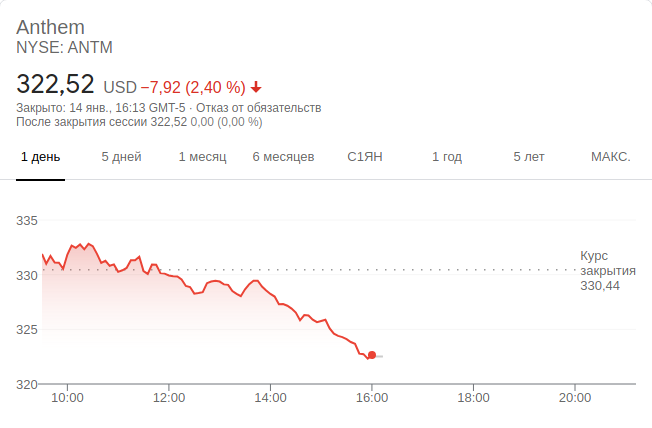 Anthem
NYSE: ANTM
322,52 USD −7,92 (2,40 %)
Закрыто: 14 янв., 16:13 GMT-5 · Отказ от обязательств
После закрытия сессии 322,52 0,00 (0,00 %)
1 день 5 дней 1 месяц 6 месяцев С1ЯН 1 год 5 лет МАКС.
335
Курс
330 закрытия
330,44
325
320
10:00 12:00 14:00 16:00 18:00 20:00